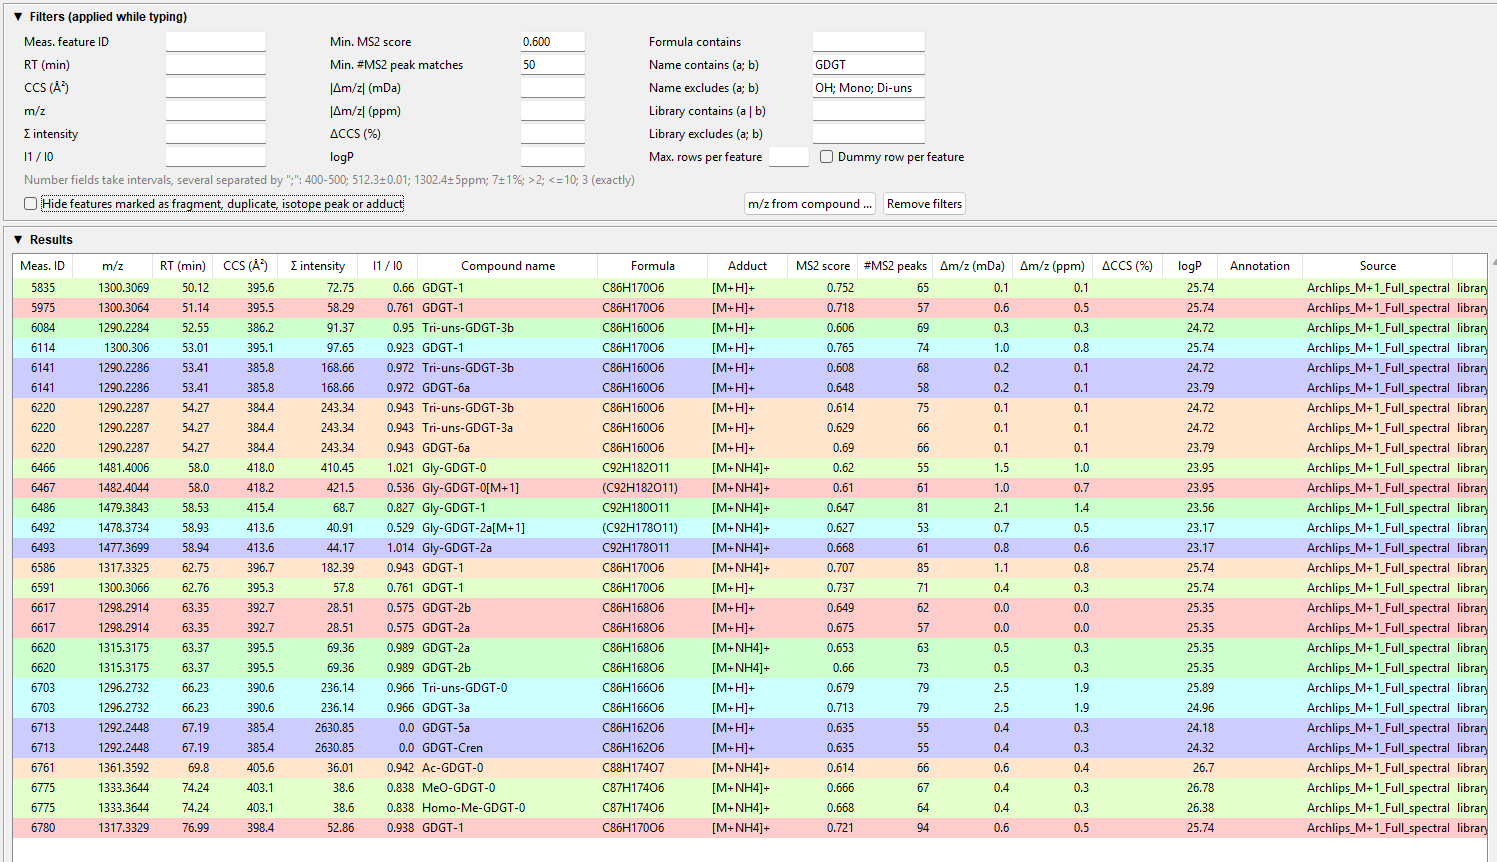 ▼ Filters (applied while typing)
Meas. feature ID Min. MS2 score 0.600 Formula contains
RT (min) Min. #MS2 peak matches 50 Name contains (a; b) GDGT
CCS (Å²) |Δm/z| (mDa) Name excludes (a; b) OH; Mono; Di-uns
m/z |Δm/z| (ppm) Library contains (a | b)
Σ intensity ΔCCS (%) Library excludes (a; b)
I1 / I0 logP Max. rows per feature Dummy row per feature
Number fields take intervals, several separated by ";": 400-500; 512.3±0.01; 1302.4±5ppm; 7±1%; >2; <=10; 3 (exactly)
Hide features marked as fragment, duplicate, isotope peak or adduct m/z from compound ... Remove filters
▼ Results
Meas. ID m/z RT (min) CCS (Å²) Σ intensity I1 / I0 Compound name Formula Adduct MS2 score #MS2 peaks Δm/z (mDa) Δm/z (ppm) ΔCCS (%) logP Annotation Source
5835 1300.3069 50.12 395.6 72.75 0.66 GDGT-1 C86H170O6 [M+H]+ 0.752 65 0.1 0.1 25.74 Archlips_M+1_Full_spectral library
5975 1300.3064 51.14 395.5 58.29 0.761 GDGT-1 C86H170O6 [M+H]+ 0.718 57 0.6 0.5 25.74 Archlips_M+1_Full_spectral library
6084 1290.2284 52.55 386.2 91.37 0.95 Tri-uns-GDGT-3b C86H160O6 [M+H]+ 0.606 69 0.3 0.3 24.72 Archlips_M+1_Full_spectral library
6114 1300.306 53.01 395.1 97.65 0.923 GDGT-1 C86H170O6 [M+H]+ 0.765 74 1.0 0.8 25.74 Archlips_M+1_Full_spectral library
6141 1290.2286 53.41 385.8 168.66 0.972 Tri-uns-GDGT-3b C86H160O6 [M+H]+ 0.608 68 0.2 0.1 24.72 Archlips_M+1_Full_spectral library
6141 1290.2286 53.41 385.8 168.66 0.972 GDGT-6a C86H160O6 [M+H]+ 0.648 58 0.2 0.1 23.79 Archlips_M+1_Full_spectral library
6220 1290.2287 54.27 384.4 243.34 0.943 Tri-uns-GDGT-3b C86H160O6 [M+H]+ 0.614 75 0.1 0.1 24.72 Archlips_M+1_Full_spectral library
6220 1290.2287 54.27 384.4 243.34 0.943 Tri-uns-GDGT-3a C86H160O6 [M+H]+ 0.629 66 0.1 0.1 24.72 Archlips_M+1_Full_spectral library
6220 1290.2287 54.27 384.4 243.34 0.943 GDGT-6a C86H160O6 [M+H]+ 0.69 66 0.1 0.1 23.79 Archlips_M+1_Full_spectral library
6466 1481.4006 58.0 418.0 410.45 1.021 Gly-GDGT-0 C92H182O11 [M+NH4]+ 0.62 55 1.5 1.0 23.95 Archlips_M+1_Full_spectral library
6467 1482.4044 58.0 418.2 421.5 0.536 Gly-GDGT-0[M+1] (C92H182O11) [M+NH4]+ 0.61 61 1.0 0.7 23.95 Archlips_M+1_Full_spectral library
6486 1479.3843 58.53 415.4 68.7 0.827 Gly-GDGT-1 C92H180O11 [M+NH4]+ 0.647 81 2.1 1.4 23.56 Archlips_M+1_Full_spectral library
6492 1478.3734 58.93 413.6 40.91 0.529 Gly-GDGT-2a[M+1] (C92H178O11) [M+NH4]+ 0.627 53 0.7 0.5 23.17 Archlips_M+1_Full_spectral library
6493 1477.3699 58.94 413.6 44.17 1.014 Gly-GDGT-2a C92H178O11 [M+NH4]+ 0.668 61 0.8 0.6 23.17 Archlips_M+1_Full_spectral library
6586 1317.3325 62.75 396.7 182.39 0.943 GDGT-1 C86H170O6 [M+NH4]+ 0.707 85 1.1 0.8 25.74 Archlips_M+1_Full_spectral library
6591 1300.3066 62.76 395.3 57.8 0.761 GDGT-1 C86H170O6 [M+H]+ 0.737 71 0.4 0.3 25.74 Archlips_M+1_Full_spectral library
6617 1298.2914 63.35 392.7 28.51 0.575 GDGT-2b C86H168O6 [M+H]+ 0.649 62 0.0 0.0 25.35 Archlips_M+1_Full_spectral library
6617 1298.2914 63.35 392.7 28.51 0.575 GDGT-2a C86H168O6 [M+H]+ 0.675 57 0.0 0.0 25.35 Archlips_M+1_Full_spectral library
6620 1315.3175 63.37 395.5 69.36 0.989 GDGT-2a C86H168O6 [M+NH4]+ 0.653 63 0.5 0.3 25.35 Archlips_M+1_Full_spectral library
6620 1315.3175 63.37 395.5 69.36 0.989 GDGT-2b C86H168O6 [M+NH4]+ 0.66 73 0.5 0.3 25.35 Archlips_M+1_Full_spectral library
6703 1296.2732 66.23 390.6 236.14 0.966 Tri-uns-GDGT-0 C86H166O6 [M+H]+ 0.679 79 2.5 1.9 25.89 Archlips_M+1_Full_spectral library
6703 1296.2732 66.23 390.6 236.14 0.966 GDGT-3a C86H166O6 [M+H]+ 0.713 79 2.5 1.9 24.96 Archlips_M+1_Full_spectral library
6713 1292.2448 67.19 385.4 2630.85 0.0 GDGT-5a C86H162O6 [M+H]+ 0.635 55 0.4 0.3 24.18 Archlips_M+1_Full_spectral library
6713 1292.2448 67.19 385.4 2630.85 0.0 GDGT-Cren C86H162O6 [M+H]+ 0.635 55 0.4 0.3 24.32 Archlips_M+1_Full_spectral library
6761 1361.3592 69.8 405.6 36.01 0.942 Ac-GDGT-0 C88H174O7 [M+NH4]+ 0.614 66 0.6 0.4 26.7 Archlips_M+1_Full_spectral library
6775 1333.3644 74.24 403.1 38.6 0.838 MeO-GDGT-0 C87H174O6 [M+NH4]+ 0.666 67 0.4 0.3 26.78 Archlips_M+1_Full_spectral library
6775 1333.3644 74.24 403.1 38.6 0.838 Homo-Me-GDGT-0 C87H174O6 [M+NH4]+ 0.668 64 0.4 0.3 26.38 Archlips_M+1_Full_spectral library
6780 1317.3329 76.99 398.4 52.86 0.938 GDGT-1 C86H170O6 [M+NH4]+ 0.721 94 0.6 0.5 25.74 Archlips_M+1_Full_spectral library